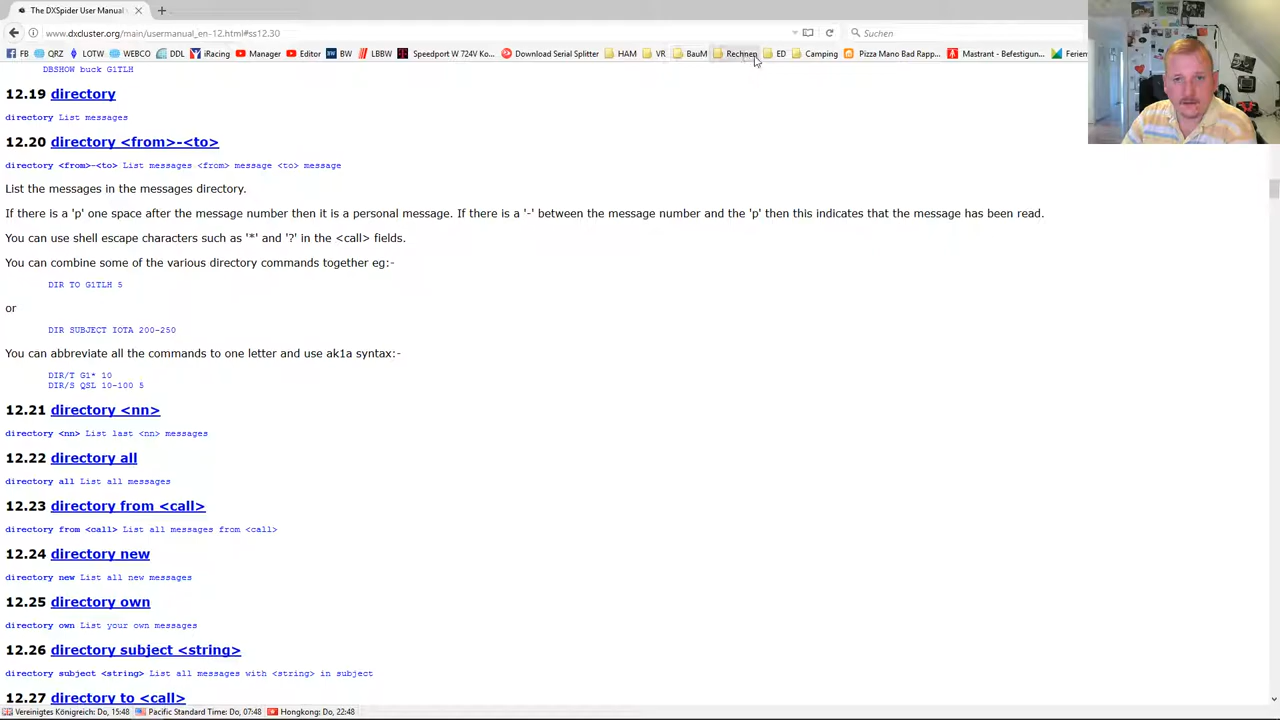 The DXSpider User Manual v
www.dxcluster.org/main/usermanual_en-12.html#ss12.30
Suchen
FB QRZ LOTW WEBCO DDL iRacing Manager Editor BW LBBW Speedport W 724V Ko... Download Serial Splitter HAM VR BauM Rechner ED Camping Pizza Mano Bad Rapp... Mastrant - Befestigun... Ferien
DBSHOW buck G1TLH
12.19 directory
directory List messages
12.20 directory <from>-<to>
directory <from>-<to> List messages <from> message <to> message
List the messages in the messages directory.
If there is a 'p' one space after the message number then it is a personal message. If there is a '-' between the message number and the 'p' then this indicates that the message has been read.
You can use shell escape characters such as '*' and '?' in the <call> fields.
You can combine some of the various directory commands together eg:-
DIR TO G1TLH 5
or
DIR SUBJECT IOTA 200-250
You can abbreviate all the commands to one letter and use ak1a syntax:-
DIR/T G1* 10
DIR/S QSL 10-100 5
12.21 directory <nn>
directory <nn> List last <nn> messages
12.22 directory all
directory all List all messages
12.23 directory from <call>
directory from <call> List all messages from <call>
12.24 directory new
directory new List all new messages
12.25 directory own
directory own List your own messages
12.26 directory subject <string>
directory subject <string> List all messages with <string> in subject
12.27 directory to <call>
Vereinigtes Königreich: Do, 15:48 Pacific Standard Time: Do, 07:48 Hongkong: Do, 22:48